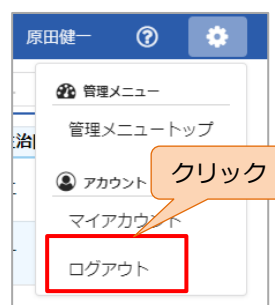 原田健一
管理メニュー
管理メニュートップ
治
アカウント
クリック
マイアカウント
ログアウト